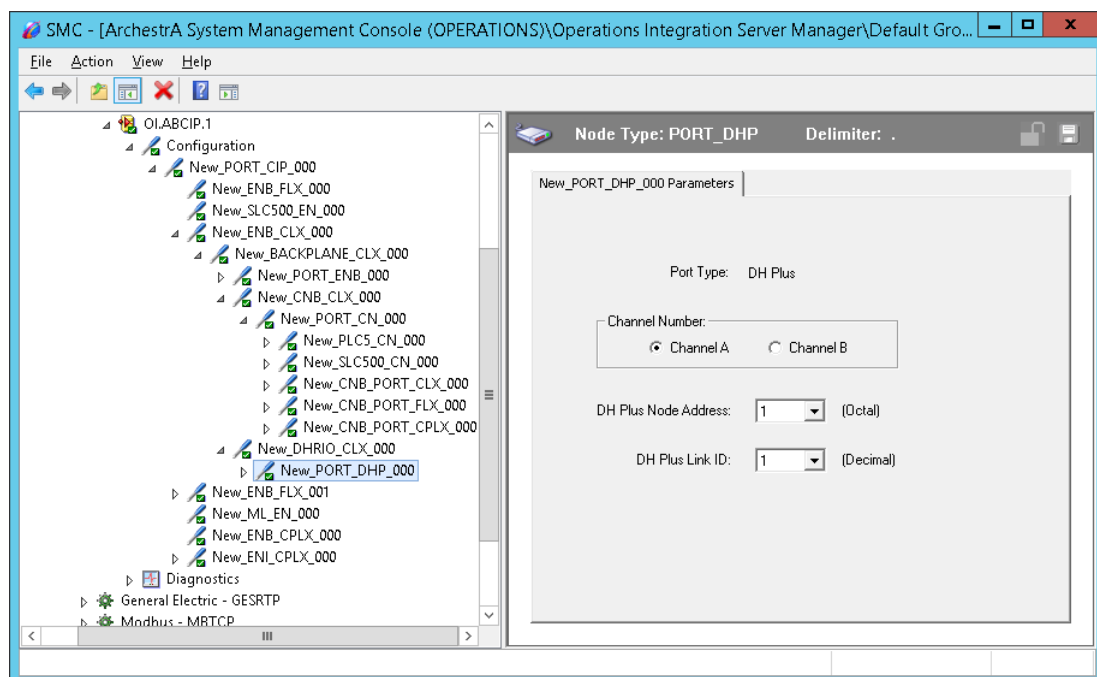 SMC - [ArchestrA System Management Console (OPERATIONS)\Operations Integration Server Manager\Default Gro...
File Action View Help
OI.ABCIP.1
Configuration
New_PORT_CIP_000
New_ENB_FLX_000
New_SLC500_EN_000
New_ENB_CLX_000
New_BACKPLANE_CLX_000
New_PORT_ENB_000
New_CNB_CLX_000
New_PORT_CN_000
New_PLC5_CN_000
New_SLC500_CN_000
New_CNB_PORT_CLX_000
New_CNB_PORT_FLX_000
New_CNB_PORT_CPLX_000
New_DHRIO_CLX_000
New_PORT_DHP_000
New_ENB_FLX_001
New_ML_EN_000
New_ENB_CPLX_000
New_ENI_CPLX_000
Diagnostics
General Electric - GESRTP
Modbus - MBTCP
Node Type: PORT_DHP Delimiter: .
New_PORT_DHP_000 Parameters
Port Type: DH Plus
Channel Number:
Channel A Channel B
DH Plus Node Address: 1 (Octal)
DH Plus Link ID: 1 (Decimal)